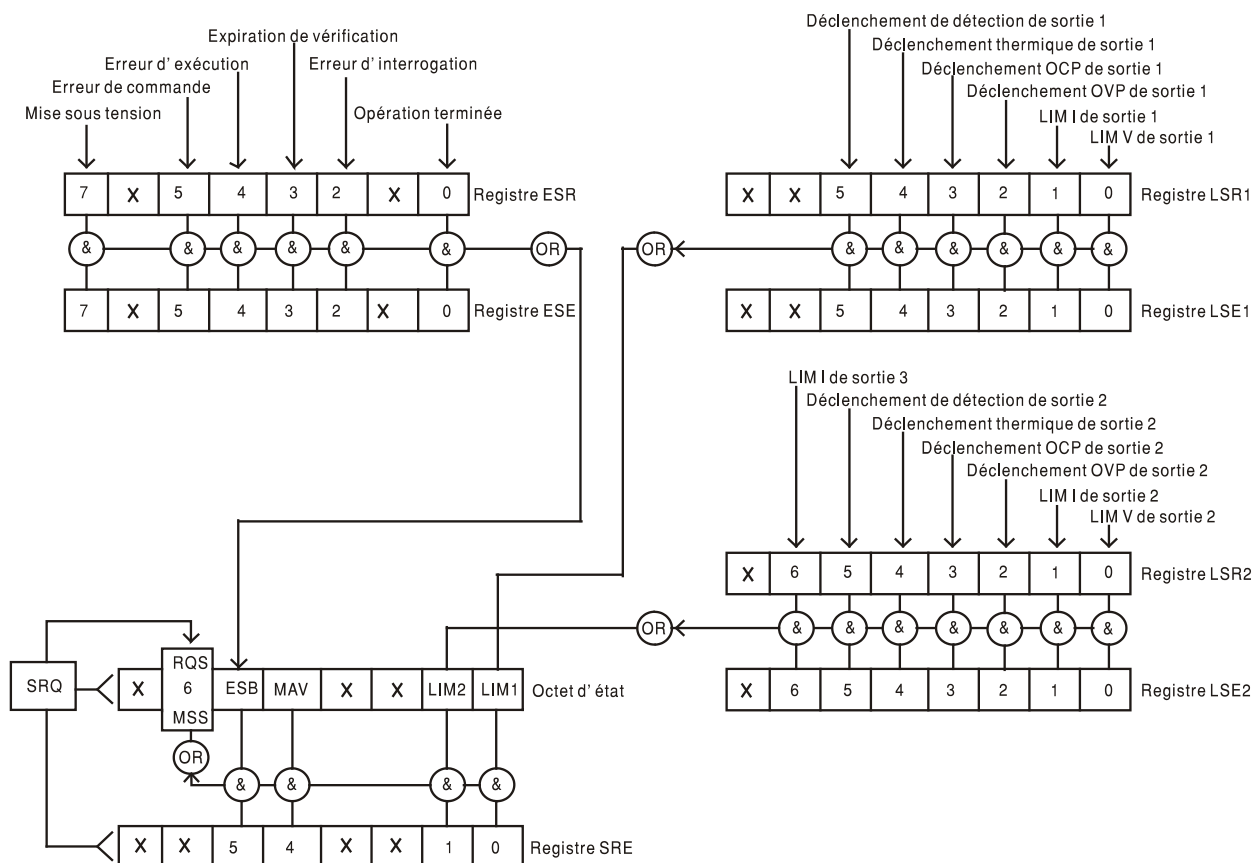 Expiration de vérification
Erreur d'exécution
Erreur d'interrogation
Erreur de commande
Mise sous tension
Opération terminée
7 X 5 4 3 2 X 0 Registre ESR
& & & & & & OR
7 X 5 4 3 2 X 0 Registre ESE
Déclenchement de détection de sortie 1
Déclenchement thermique de sortie 1
Déclenchement OCP de sortie 1
Déclenchement OVP de sortie 1
LIM I de sortie 1
LIM V de sortie 1
X X 5 4 3 2 1 0 Registre LSR1
OR & & & & & &
X X 5 4 3 2 1 0 Registre LSE1
LIM I de sortie 3
Déclenchement de détection de sortie 2
Déclenchement thermique de sortie 2
Déclenchement OCP de sortie 2
Déclenchement OVP de sortie 2
LIM I de sortie 2
LIM V de sortie 2
X 6 5 4 3 2 1 0 Registre LSR2
OR & & & & & & &
X 6 5 4 3 2 1 0 Registre LSE2
RQS
SRQ X 6 ESB MAV X X LIM2 LIM1 Octet d'état
MSS
OR
& & & &
X X 5 4 X X 1 0 Registre SRE